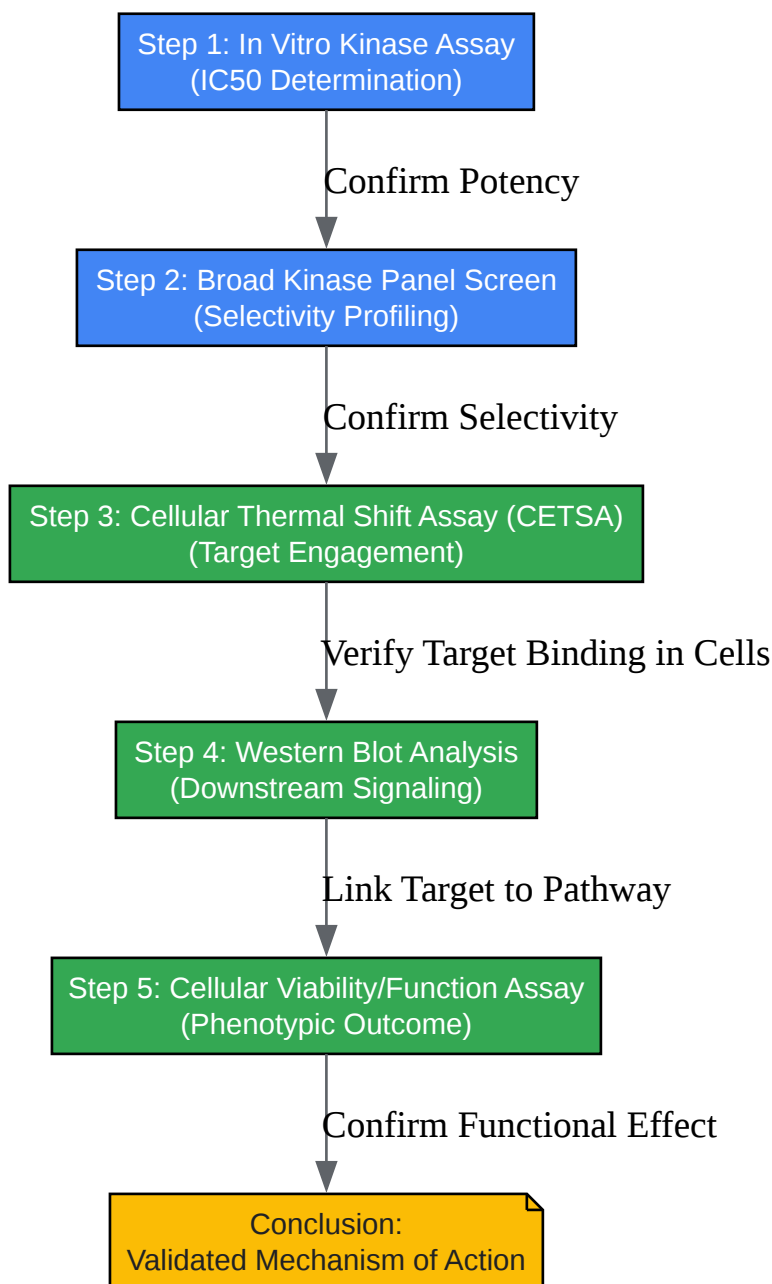 Step 1: In Vitro Kinase Assay
(IC50 Determination)
Confirm Potency
Step 2: Broad Kinase Panel Screen
(Selectivity Profiling)
Confirm Selectivity
Step 3: Cellular Thermal Shift Assay (CETSA)
(Target Engagement)
Verify Target Binding in Cells
Step 4: Western Blot Analysis
(Downstream Signaling)
Link Target to Pathway
Step 5: Cellular Viability/Function Assay
(Phenotypic Outcome)
Confirm Functional Effect
Conclusion:
Validated Mechanism of Action